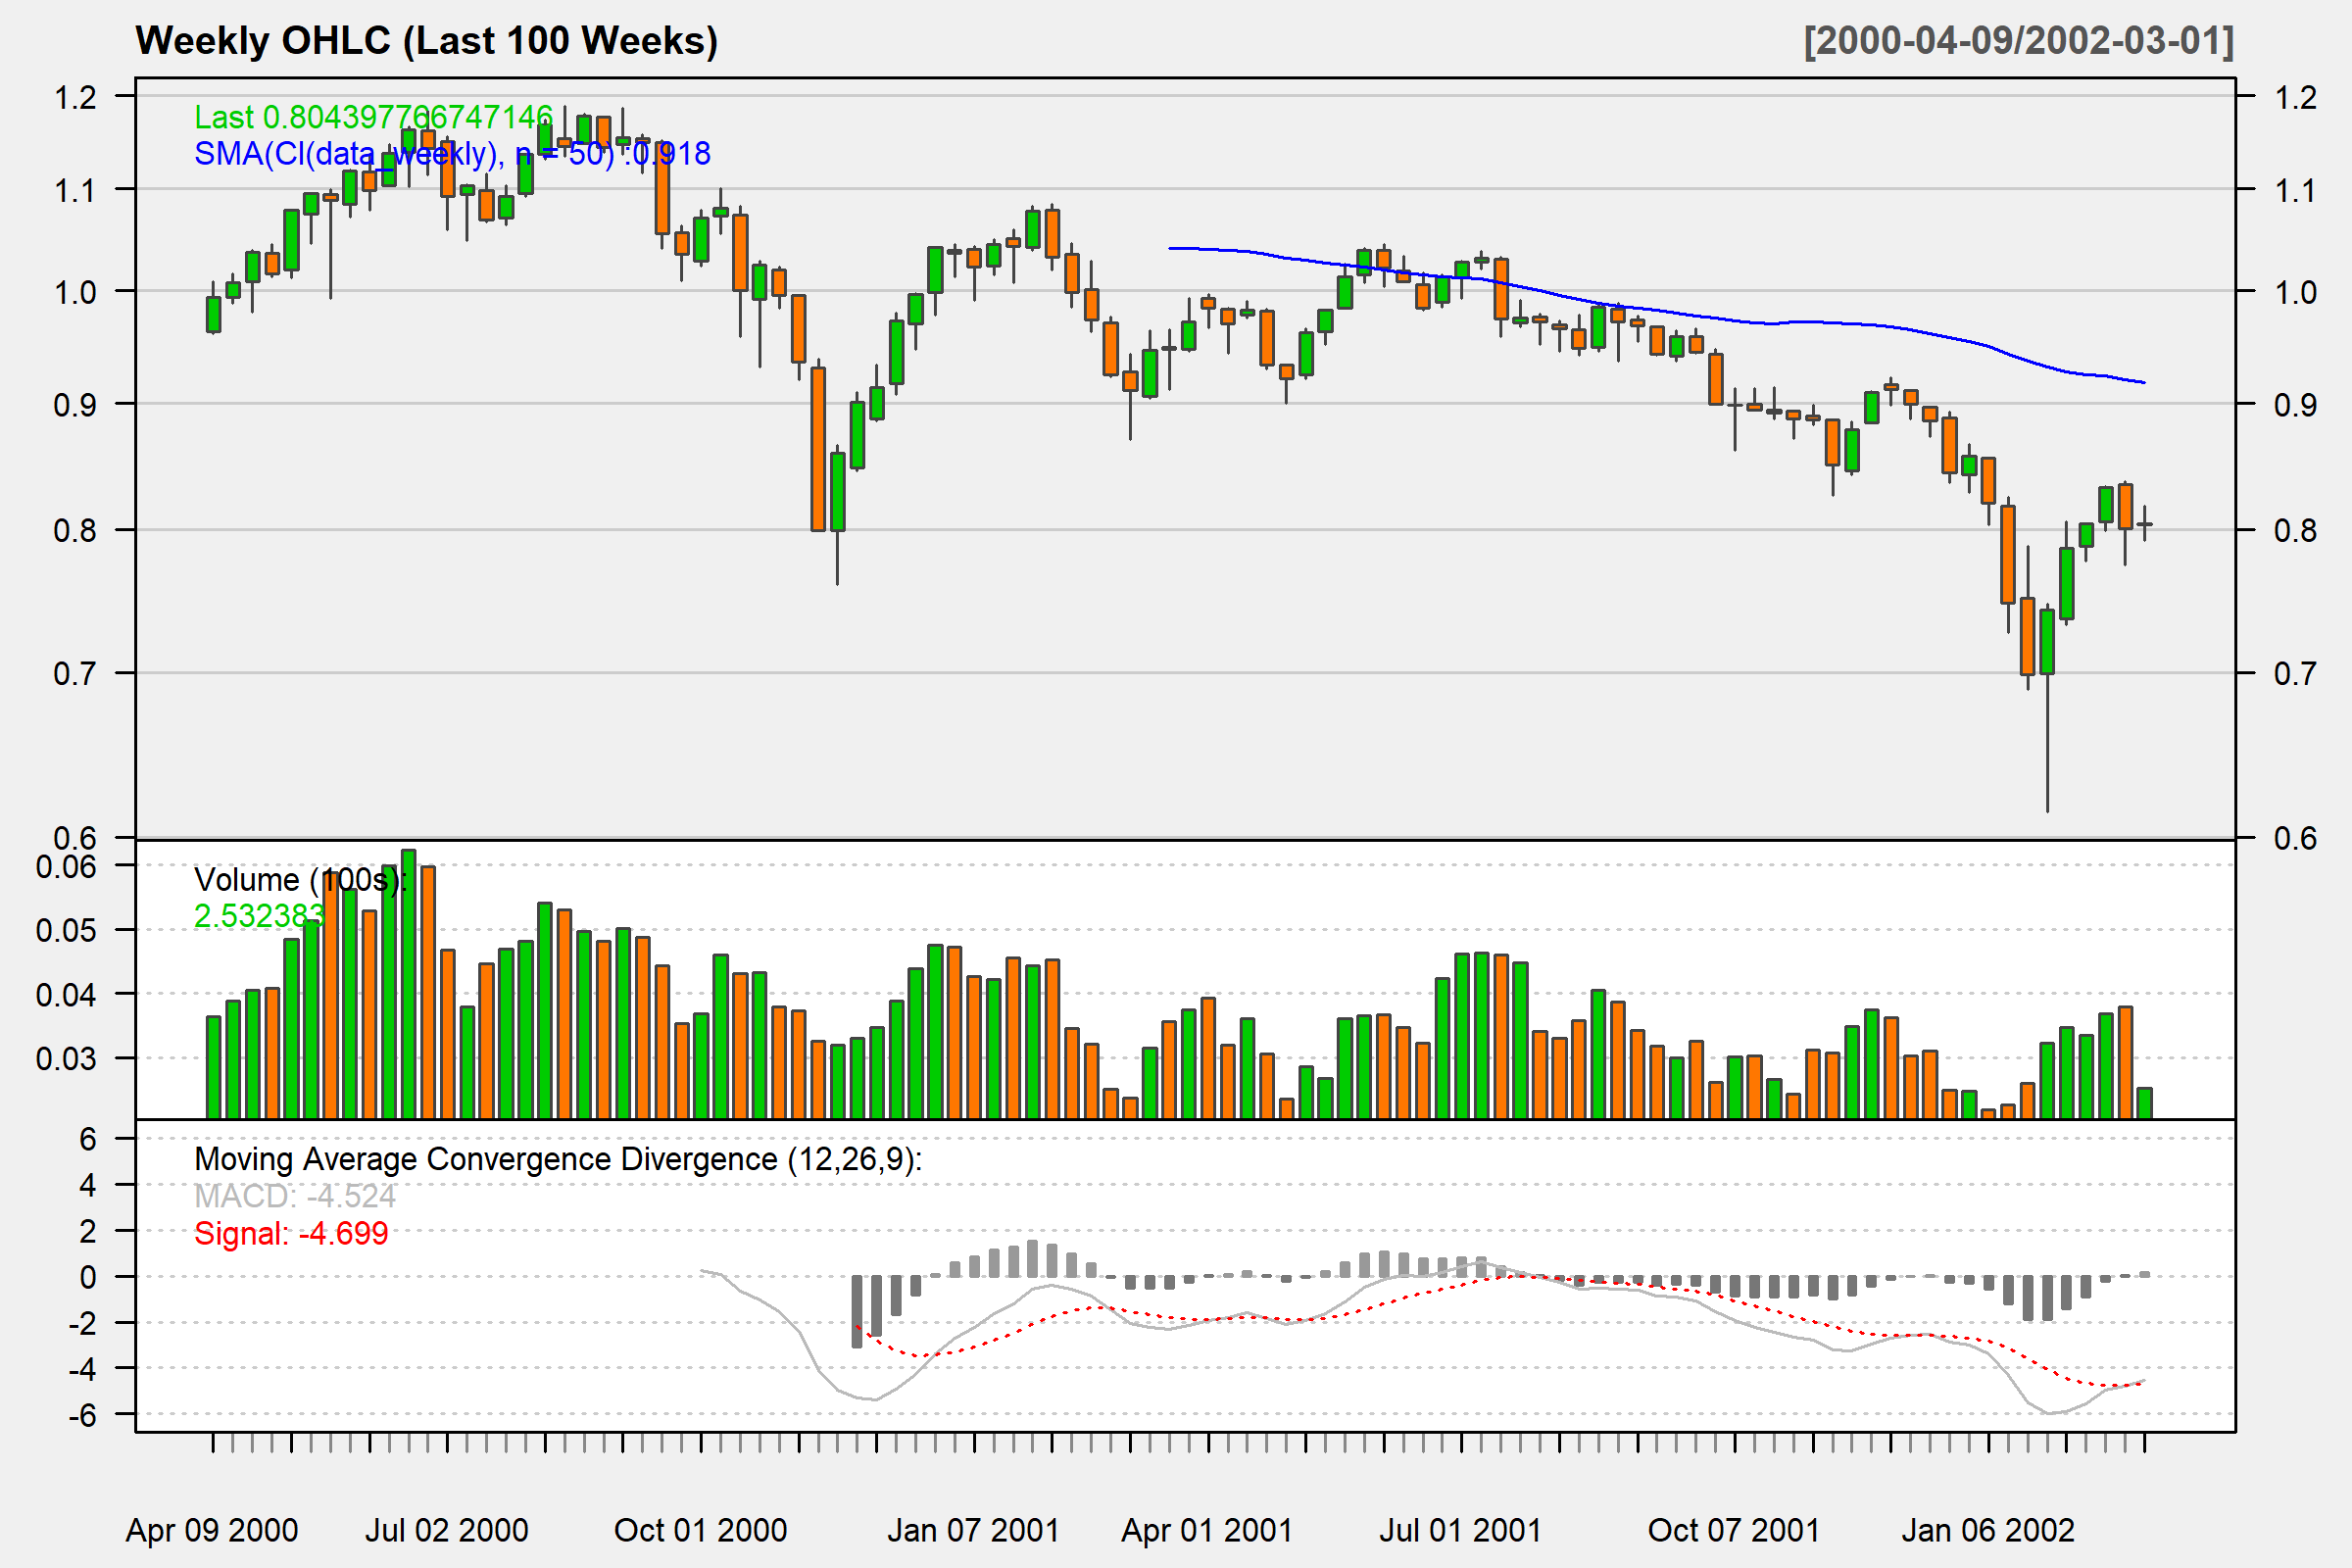 Weekly OHLC (Last 100 Weeks) [2000-04-09/2002-03-01]
Last 0.804397766747146
SMA(Cl(data_weekly), n = 50) :0.918
1.2 1.2
1.1 1.1
1.0 1.0
0.9 0.9
0.8 0.8
0.7 0.7
0.6 0.6
Volume (100s):
2.532383
0.06
0.05
0.04
0.03
Moving Average Convergence Divergence (12,26,9):
MACD: -4.524
Signal: -4.699
6
4
2
0
-2
-4
-6
Apr 09 2000 Jul 02 2000 Oct 01 2000 Jan 07 2001 Apr 01 2001 Jul 01 2001 Oct 07 2001 Jan 06 2002